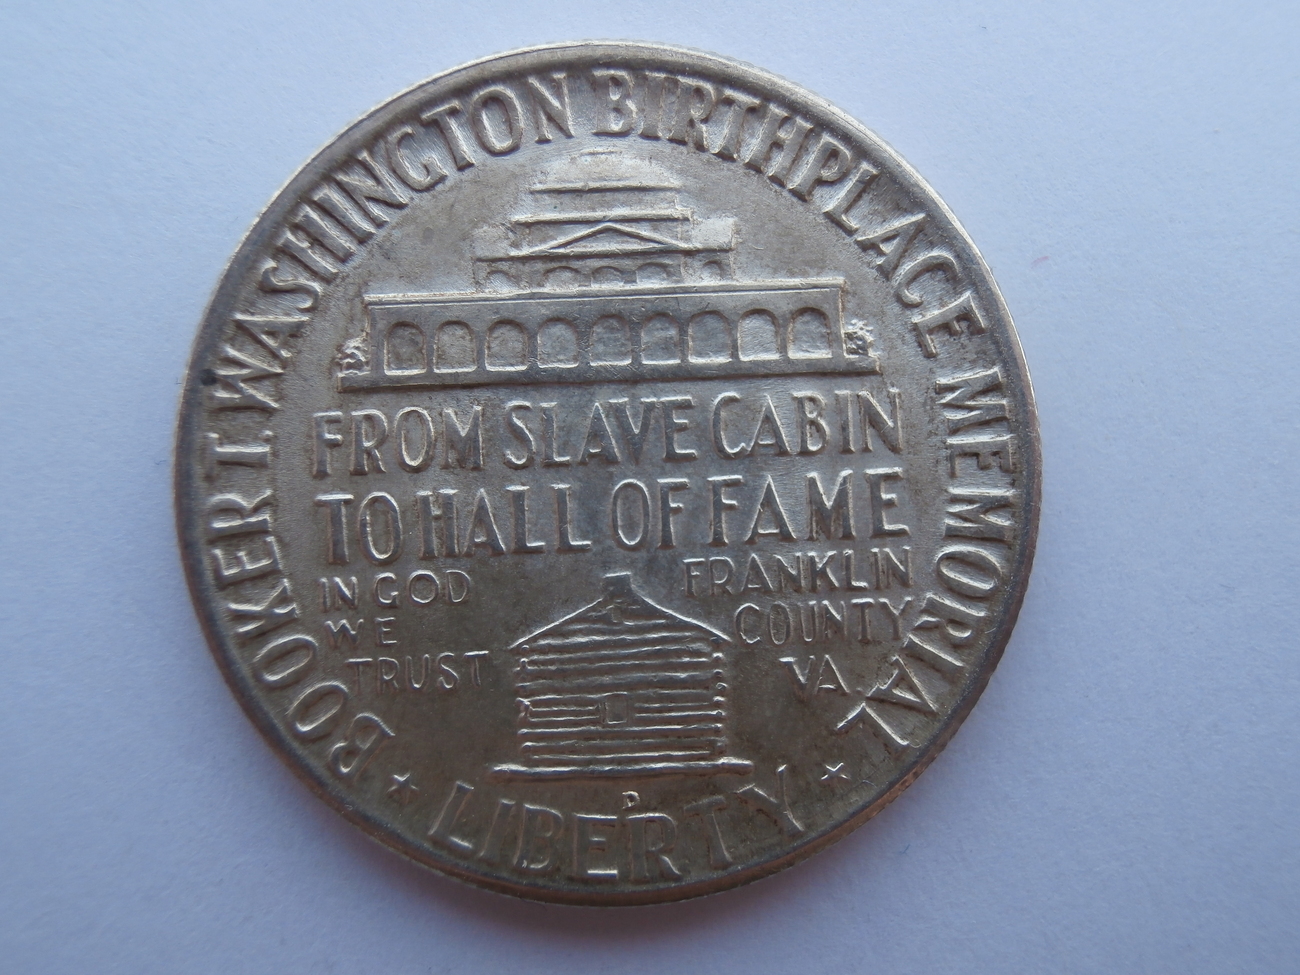 BOOKER T. WASHINGTON BIRTHPLACE MEMORIAL
FROM SLAVE CABIN
TO HALL OF FAME
IN GOD
WE
TRUST
FRANKLIN
COUNTY
VA
D
LIBERTY